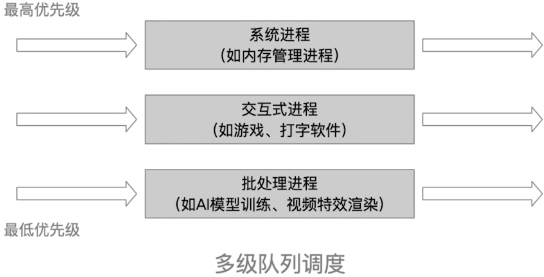 最高优先级
系统进程
（如内存管理进程）
交互式进程
（如游戏、打字软件）
批处理进程
（如AI模型训练、视频特效渲染）
最低优先级
多级队列调度